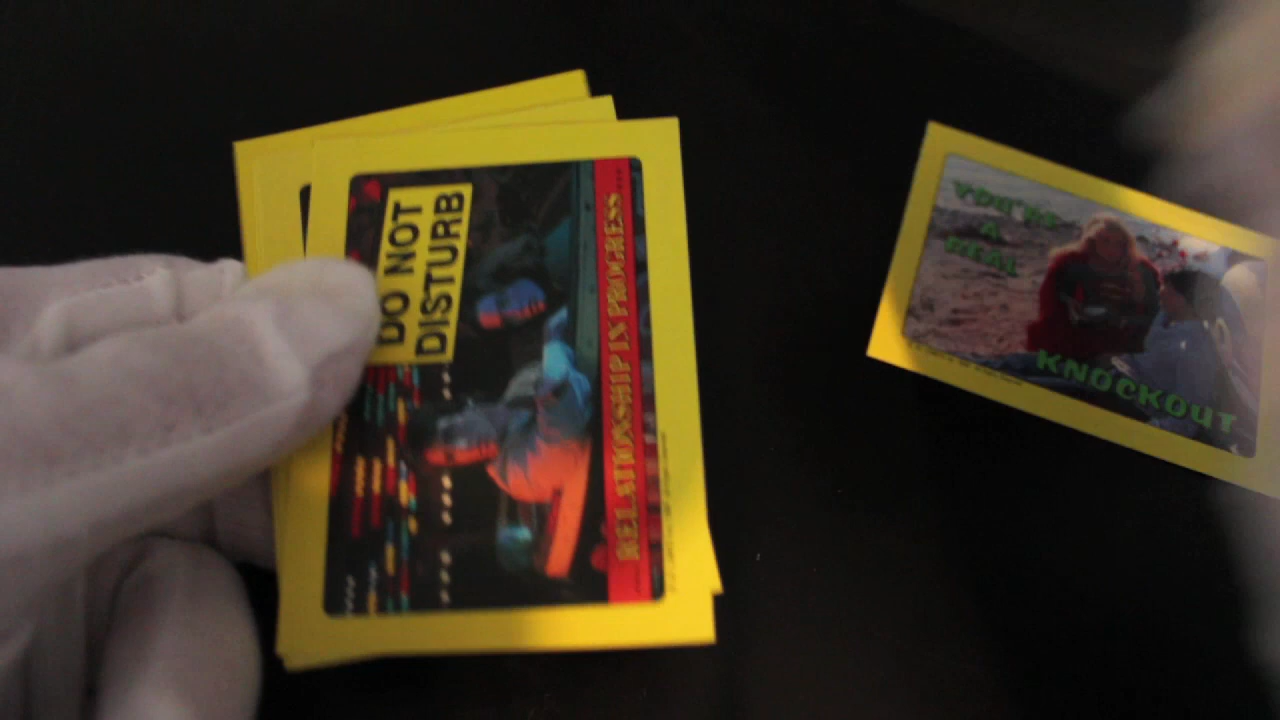 DO NOT
DISTURB
RELATIONSHIP IN PROGRESS...
YOU'RE
A
REAL
KNOCKOUT